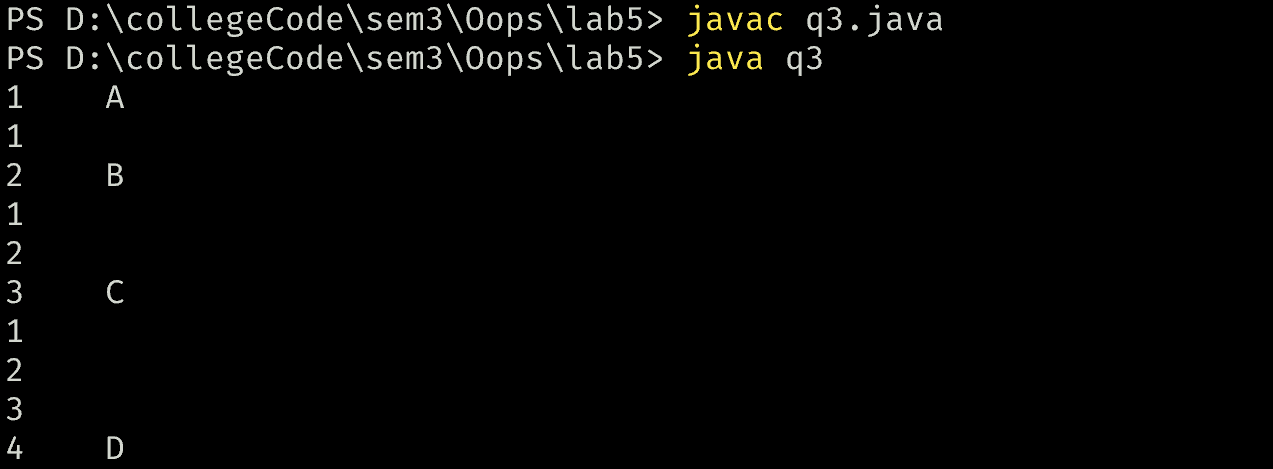 PS D:\collegeCode\sem3\Oops\lab5> javac q3.java
PS D:\collegeCode\sem3\Oops\lab5> java q3
1    A
1
2    B
1
2
3    C
1
2
3
4    D